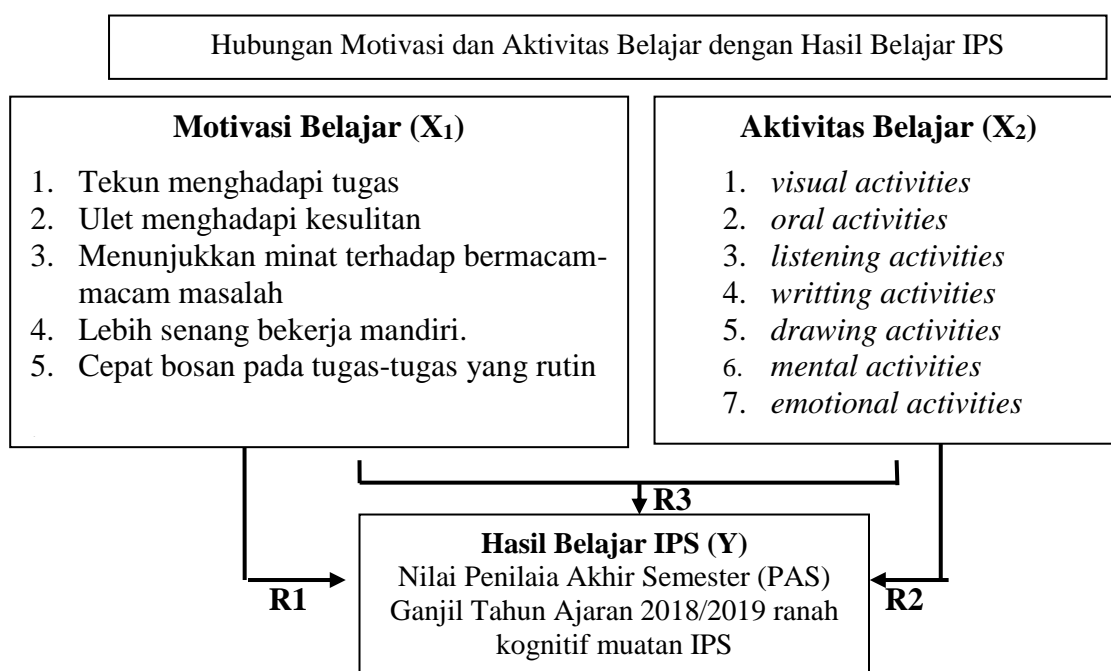 Hubungan Motivasi dan Aktivitas Belajar dengan Hasil Belajar IPS
Motivasi Belajar (X₁)
1. Tekun menghadapi tugas
2. Ulet menghadapi kesulitan
3. Menunjukkan minat terhadap bermacam-
macam masalah
4. Lebih senang bekerja mandiri.
5. Cepat bosan pada tugas-tugas yang rutin
Aktivitas Belajar (X₂)
1. visual activities
2. oral activities
3. listening activities
4. writting activities
5. drawing activities
6. mental activities
7. emotional activities
R3
R1
R2
Hasil Belajar IPS (Y)
Nilai Penilaia Akhir Semester (PAS)
Ganjil Tahun Ajaran 2018/2019 ranah
kognitif muatan IPS